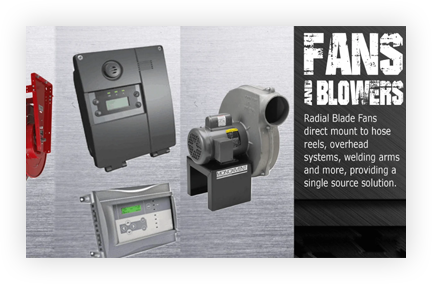 FANS
AND BLOWERS
Radial Blade Fans
direct mount to hose
reels, overhead
systems, welding arms
and more, providing a
single source solution.
MONOXIVENT